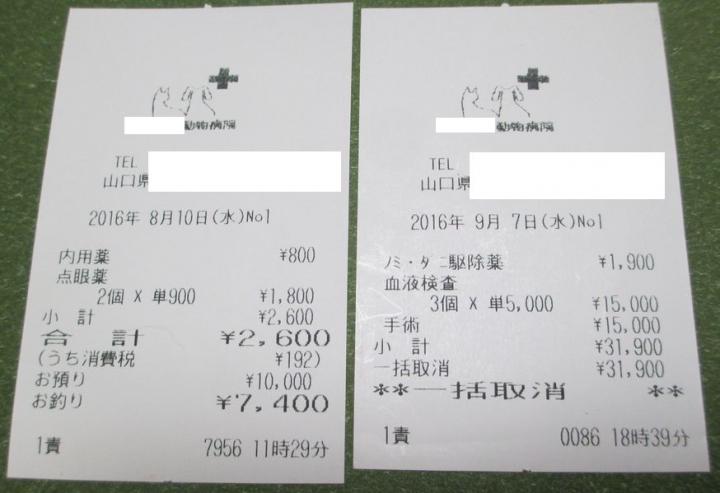 動物病院
TEL
山口県
2016年 8月10日(水)No1
内用薬 ¥800
点眼薬
2個 X 単900 ¥1,800
小 計 ¥2,600
合 計 ¥2,600
(うち消費税 ¥192)
お預り ¥10,000
お釣り ¥7,400
1責 7956 11時29分
動物病院
TEL
山口県
2016年 9月 7日(水)No1
ノミ・ダニ駆除薬 ¥1,900
血液検査
3個 X 単5,000 ¥15,000
手術 ¥15,000
小 計 ¥31,900
一括取消 ¥31,900
**一括取消 **
1責 0086 18時39分